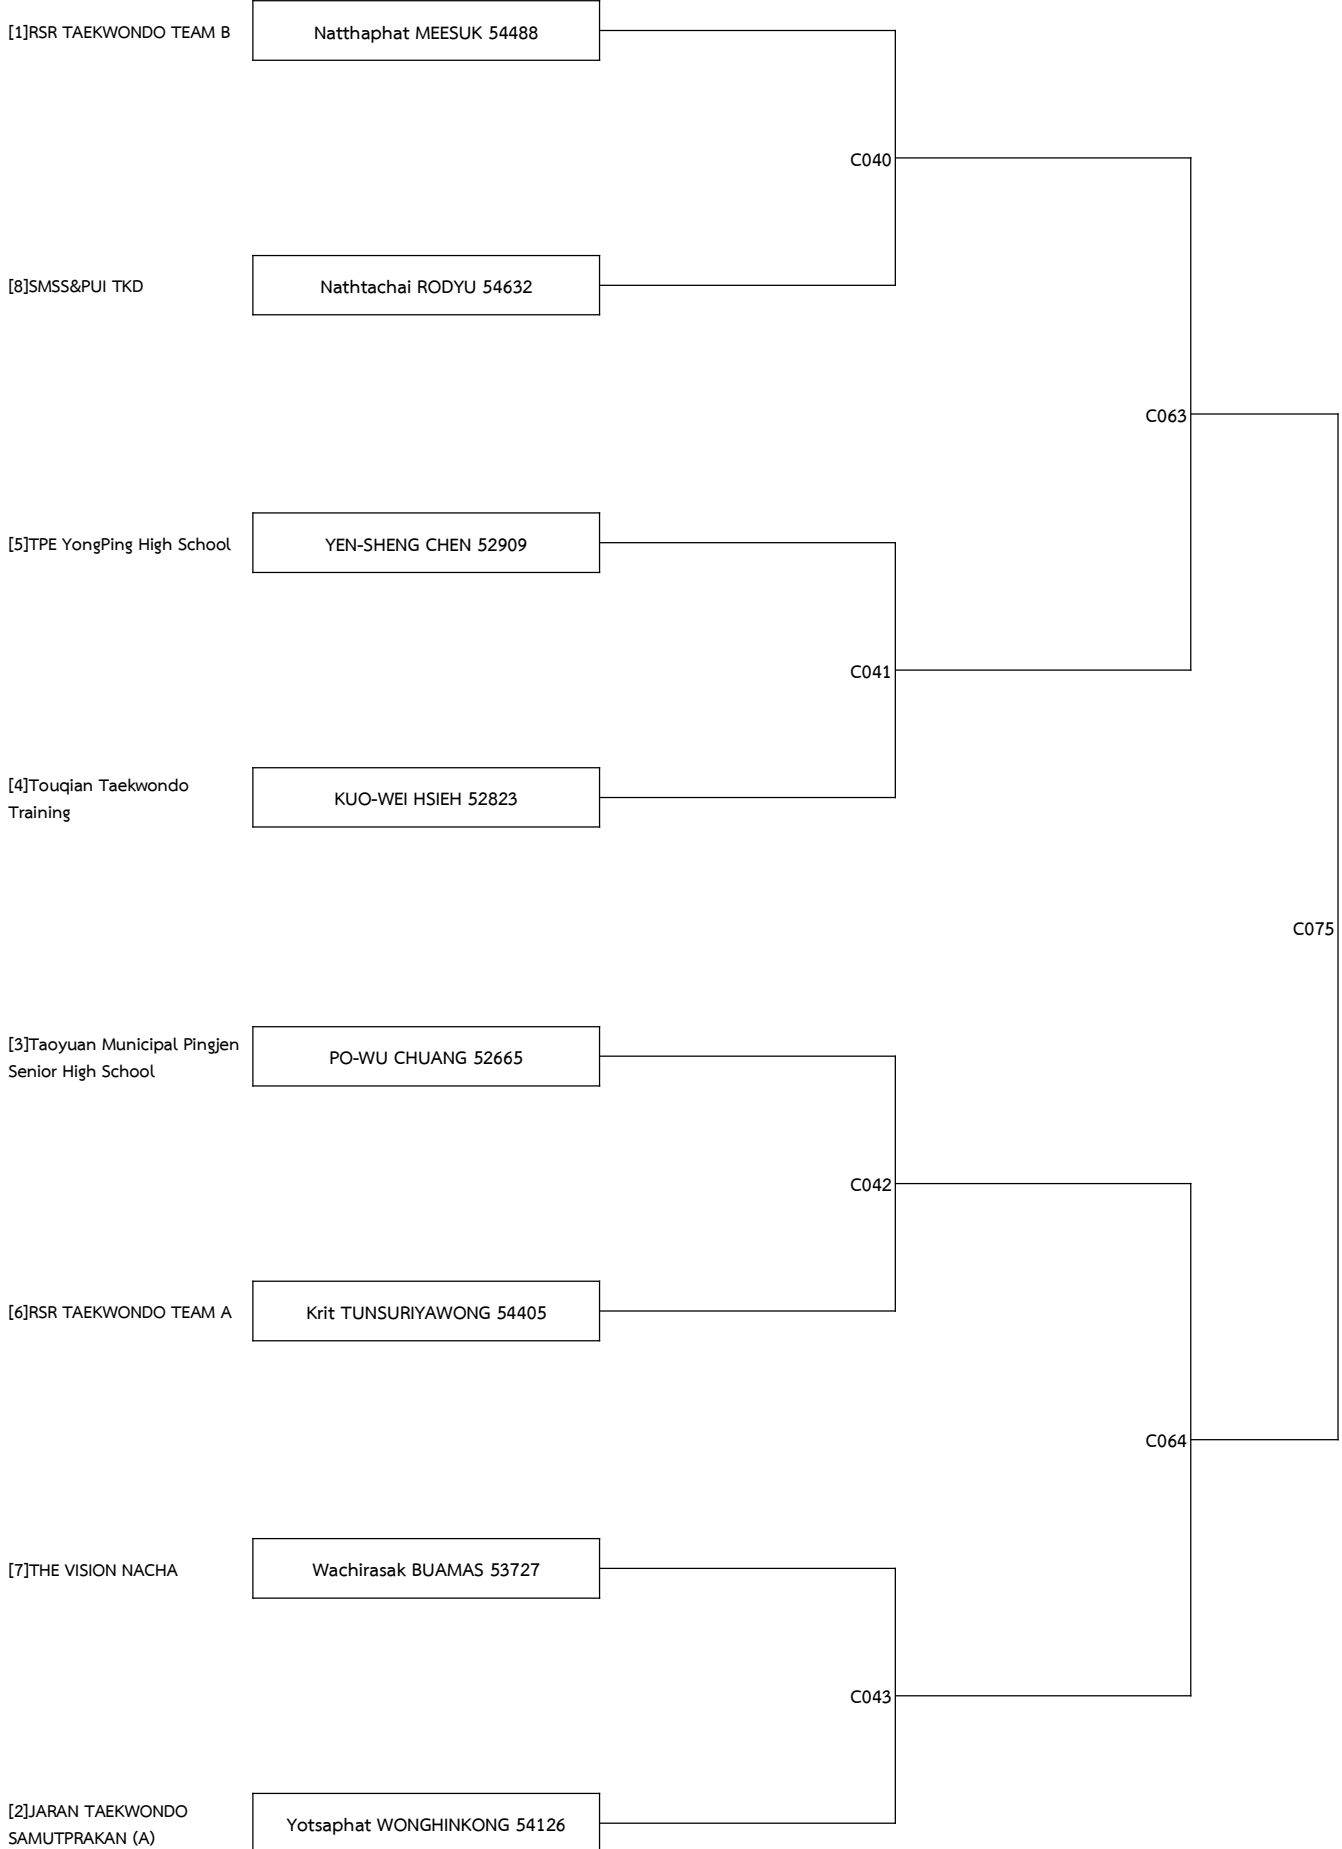 [1]RSR TAEKWONDO TEAM B
Natthaphat MEESUK 54488
C040
[8]SMSS&PUI TKD
Nathtachai RODYU 54632
C063
[5]TPE YongPing High School
YEN-SHENG CHEN 52909
C041
[4]Touqian Taekwondo
Training
KUO-WEI HSIEH 52823
C075
[3]Taoyuan Municipal Pingjen
Senior High School
PO-WU CHUANG 52665
C042
[6]RSR TAEKWONDO TEAM A
Krit TUNSURIYAWONG 54405
C064
[7]THE VISION NACHA
Wachirasak BUAMAS 53727
C043
[2]JARAN TAEKWONDO
SAMUTPRAKAN (A)
Yotsaphat WONGHINKONG 54126